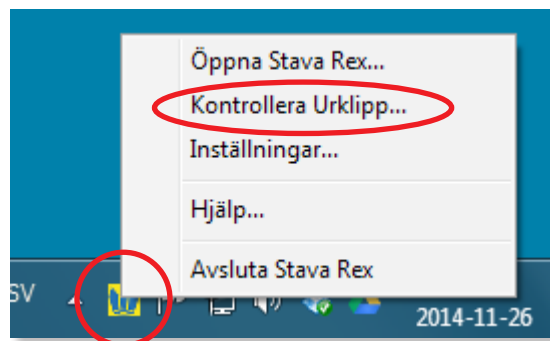 Öppna Stava Rex...
Kontrollera Urklipp...
Inställningar...
Hjälp...
Avsluta Stava Rex
SV
2014-11-26